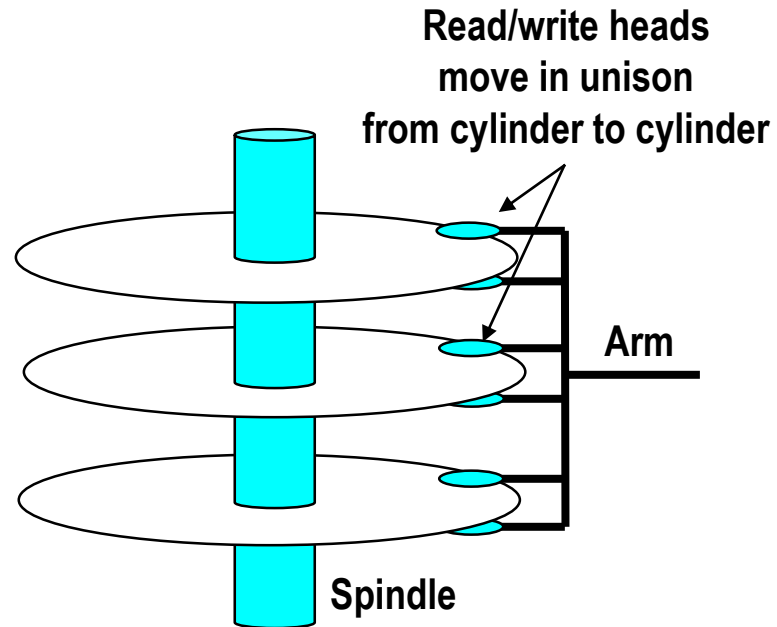 Read/write heads
move in unison
from cylinder to cylinder
Arm
Spindle